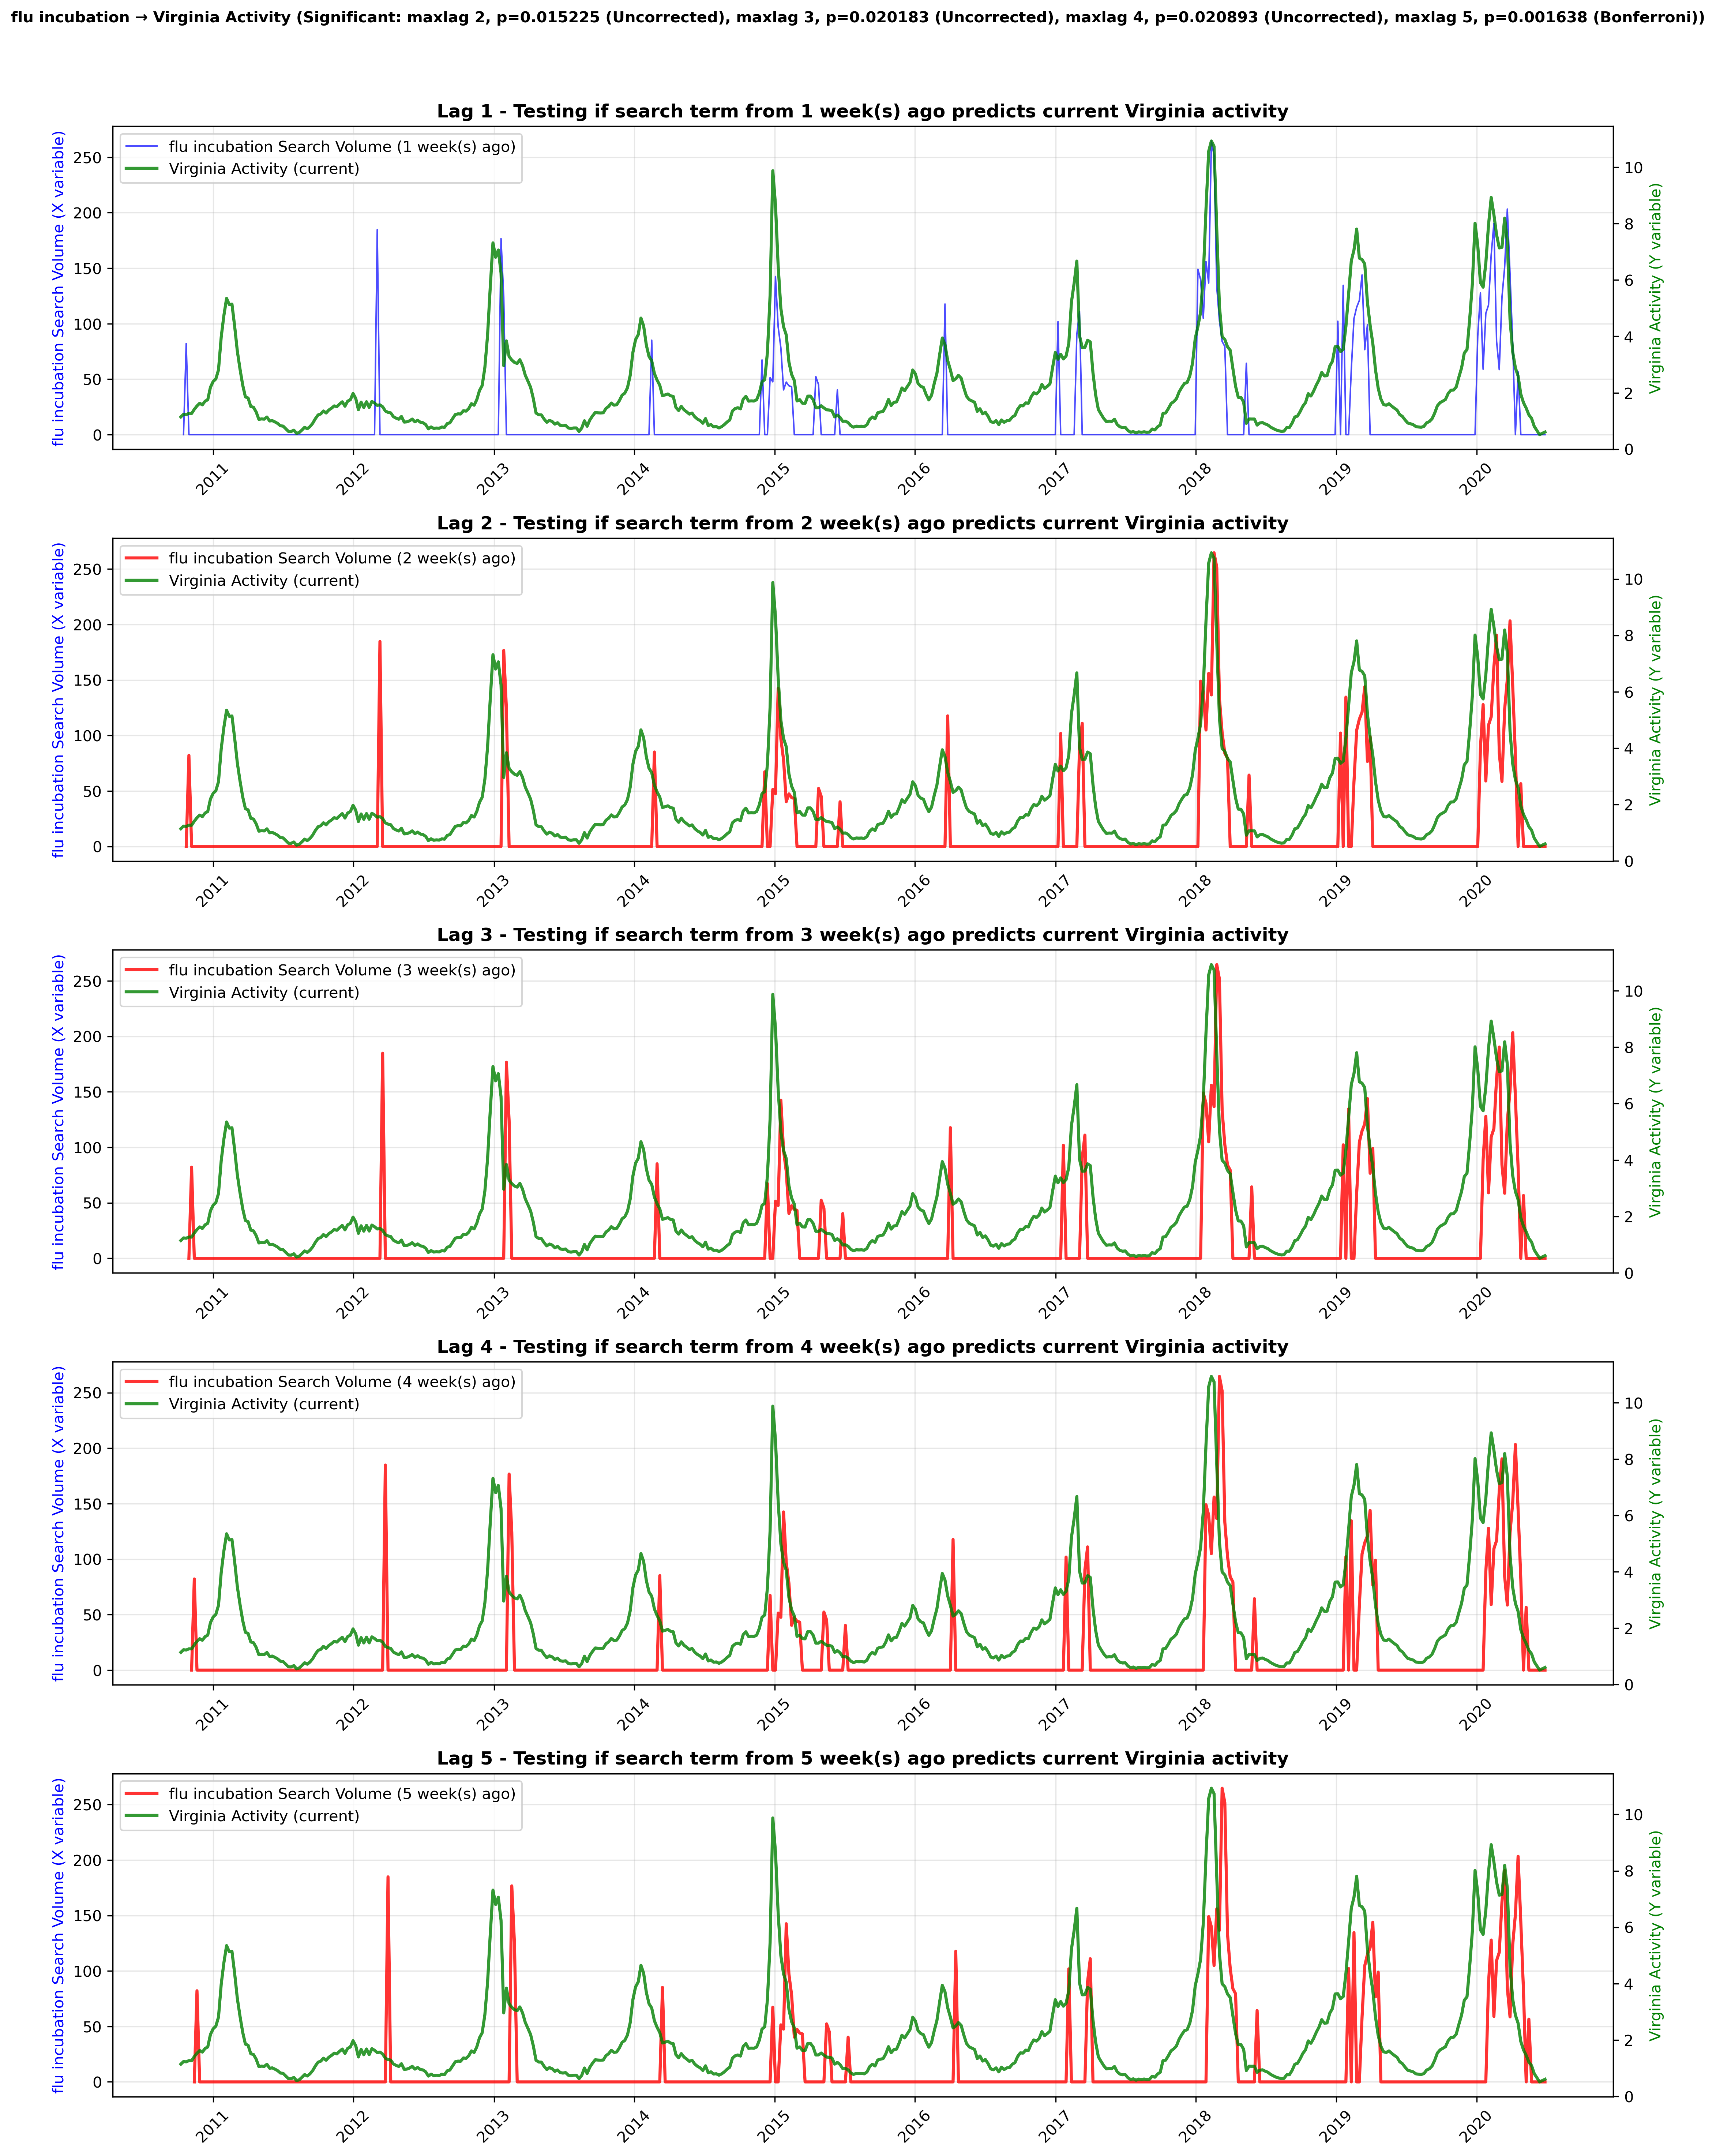 flu incubation → Virginia Activity (Significant: maxlag 2, p=0.015225 (Uncorrected), maxlag 3, p=0.020183 (Uncorrected), maxlag 4, p=0.020893 (Uncorrected), maxlag 5, p=0.001638 (Bonferroni))
Lag 1 - Testing if search term from 1 week(s) ago predicts current Virginia activity
flu incubation Search Volume (1 week(s) ago)
Virginia Activity (current)
flu incubation Search Volume (X variable)
250
200
150
100
50
0
Virginia Activity (Y variable)
10
8
6
4
2
0
2011 2012 2013 2014 2015 2016 2017 2018 2019 2020
Lag 2 - Testing if search term from 2 week(s) ago predicts current Virginia activity
flu incubation Search Volume (2 week(s) ago)
Virginia Activity (current)
flu incubation Search Volume (X variable)
250
200
150
100
50
0
Virginia Activity (Y variable)
10
8
6
4
2
0
2011 2012 2013 2014 2015 2016 2017 2018 2019 2020
Lag 3 - Testing if search term from 3 week(s) ago predicts current Virginia activity
flu incubation Search Volume (3 week(s) ago)
Virginia Activity (current)
flu incubation Search Volume (X variable)
250
200
150
100
50
0
Virginia Activity (Y variable)
10
8
6
4
2
0
2011 2012 2013 2014 2015 2016 2017 2018 2019 2020
Lag 4 - Testing if search term from 4 week(s) ago predicts current Virginia activity
flu incubation Search Volume (4 week(s) ago)
Virginia Activity (current)
flu incubation Search Volume (X variable)
250
200
150
100
50
0
Virginia Activity (Y variable)
10
8
6
4
2
0
2011 2012 2013 2014 2015 2016 2017 2018 2019 2020
Lag 5 - Testing if search term from 5 week(s) ago predicts current Virginia activity
flu incubation Search Volume (5 week(s) ago)
Virginia Activity (current)
flu incubation Search Volume (X variable)
250
200
150
100
50
0
Virginia Activity (Y variable)
10
8
6
4
2
0
2011 2012 2013 2014 2015 2016 2017 2018 2019 2020